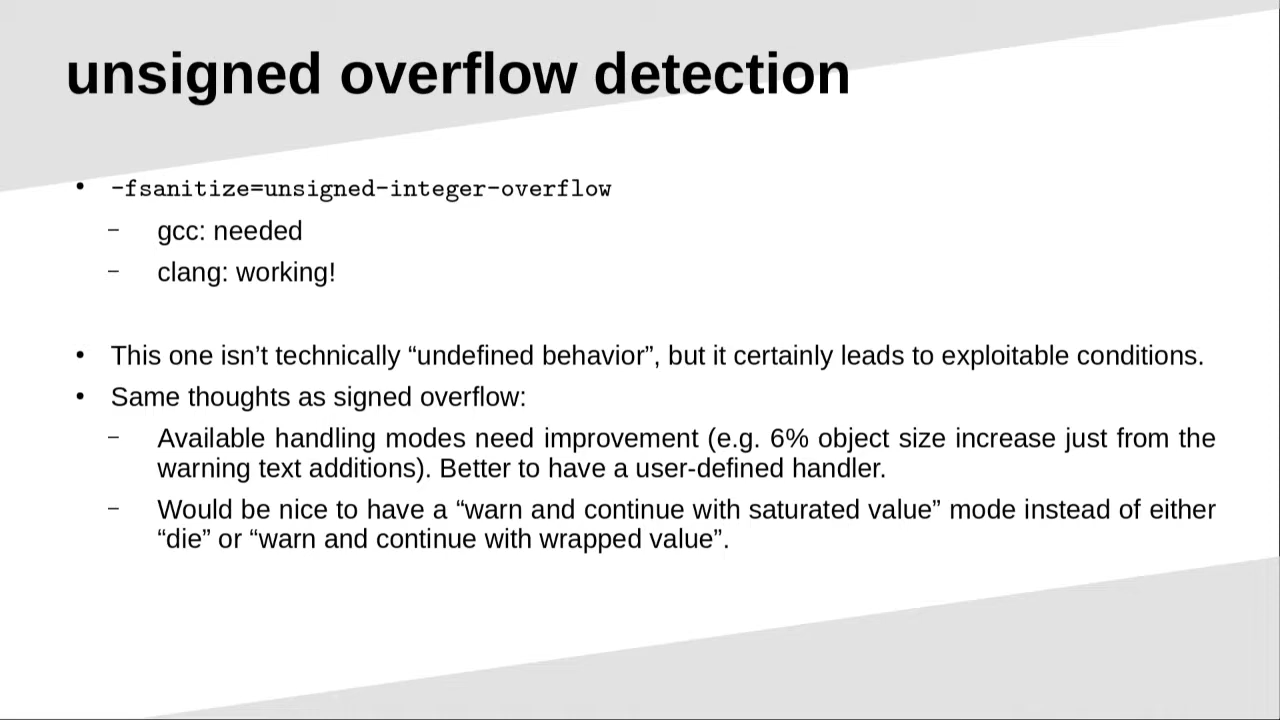 unsigned overflow detection
• -fsanitize=unsigned-integer-overflow
– gcc: needed
– clang: working!
• This one isn’t technically “undefined behavior”, but it certainly leads to exploitable conditions.
• Same thoughts as signed overflow:
– Available handling modes need improvement (e.g. 6% object size increase just from the
warning text additions). Better to have a user-defined handler.
– Would be nice to have a “warn and continue with saturated value” mode instead of either
“die” or “warn and continue with wrapped value”.